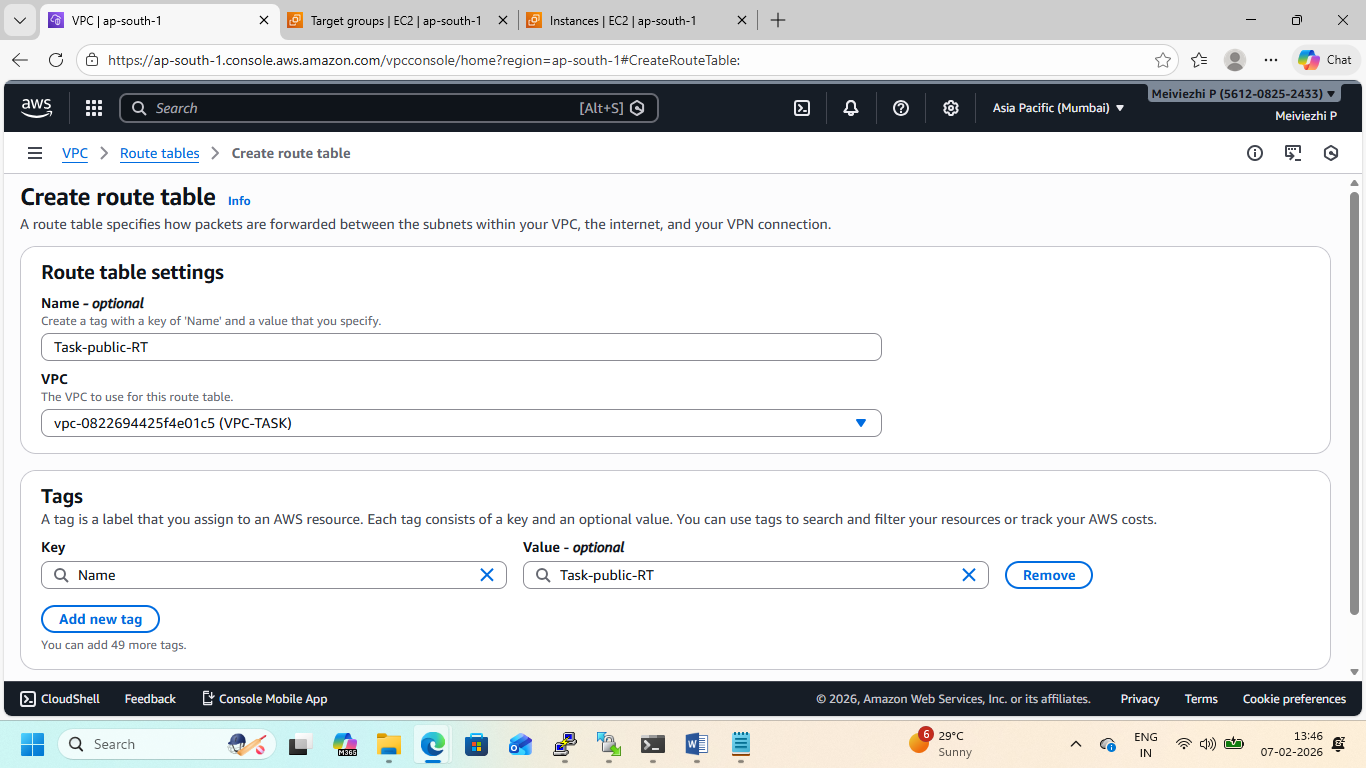 VPC | ap-south-1
Target groups | EC2 | ap-south-1
Instances | EC2 | ap-south-1
https://ap-south-1.console.aws.amazon.com/vpcconsole/home?region=ap-south-1#CreateRouteTable:
Chat
aws
Search
[Alt+S]
Asia Pacific (Mumbai)
Meiviezhi P (5612-0825-2433)
Meiviezhi P
VPC > Route tables > Create route table
Create route table Info
A route table specifies how packets are forwarded between the subnets within your VPC, the internet, and your VPN connection.
Route table settings
Name - optional
Create a tag with a key of 'Name' and a value that you specify.
Task-public-RT
VPC
The VPC to use for this route table.
vpc-0822694425f4e01c5 (VPC-TASK)
Tags
A tag is a label that you assign to an AWS resource. Each tag consists of a key and an optional value. You can use tags to search and filter your resources or track your AWS costs.
Key
Value - optional
Name
Task-public-RT
Remove
Add new tag
You can add 49 more tags.
CloudShell
Feedback
Console Mobile App
© 2026, Amazon Web Services, Inc. or its affiliates.
Privacy
Terms
Cookie preferences
Search
M365
6
29°C
Sunny
ENG
IN
13:46
07-02-2026